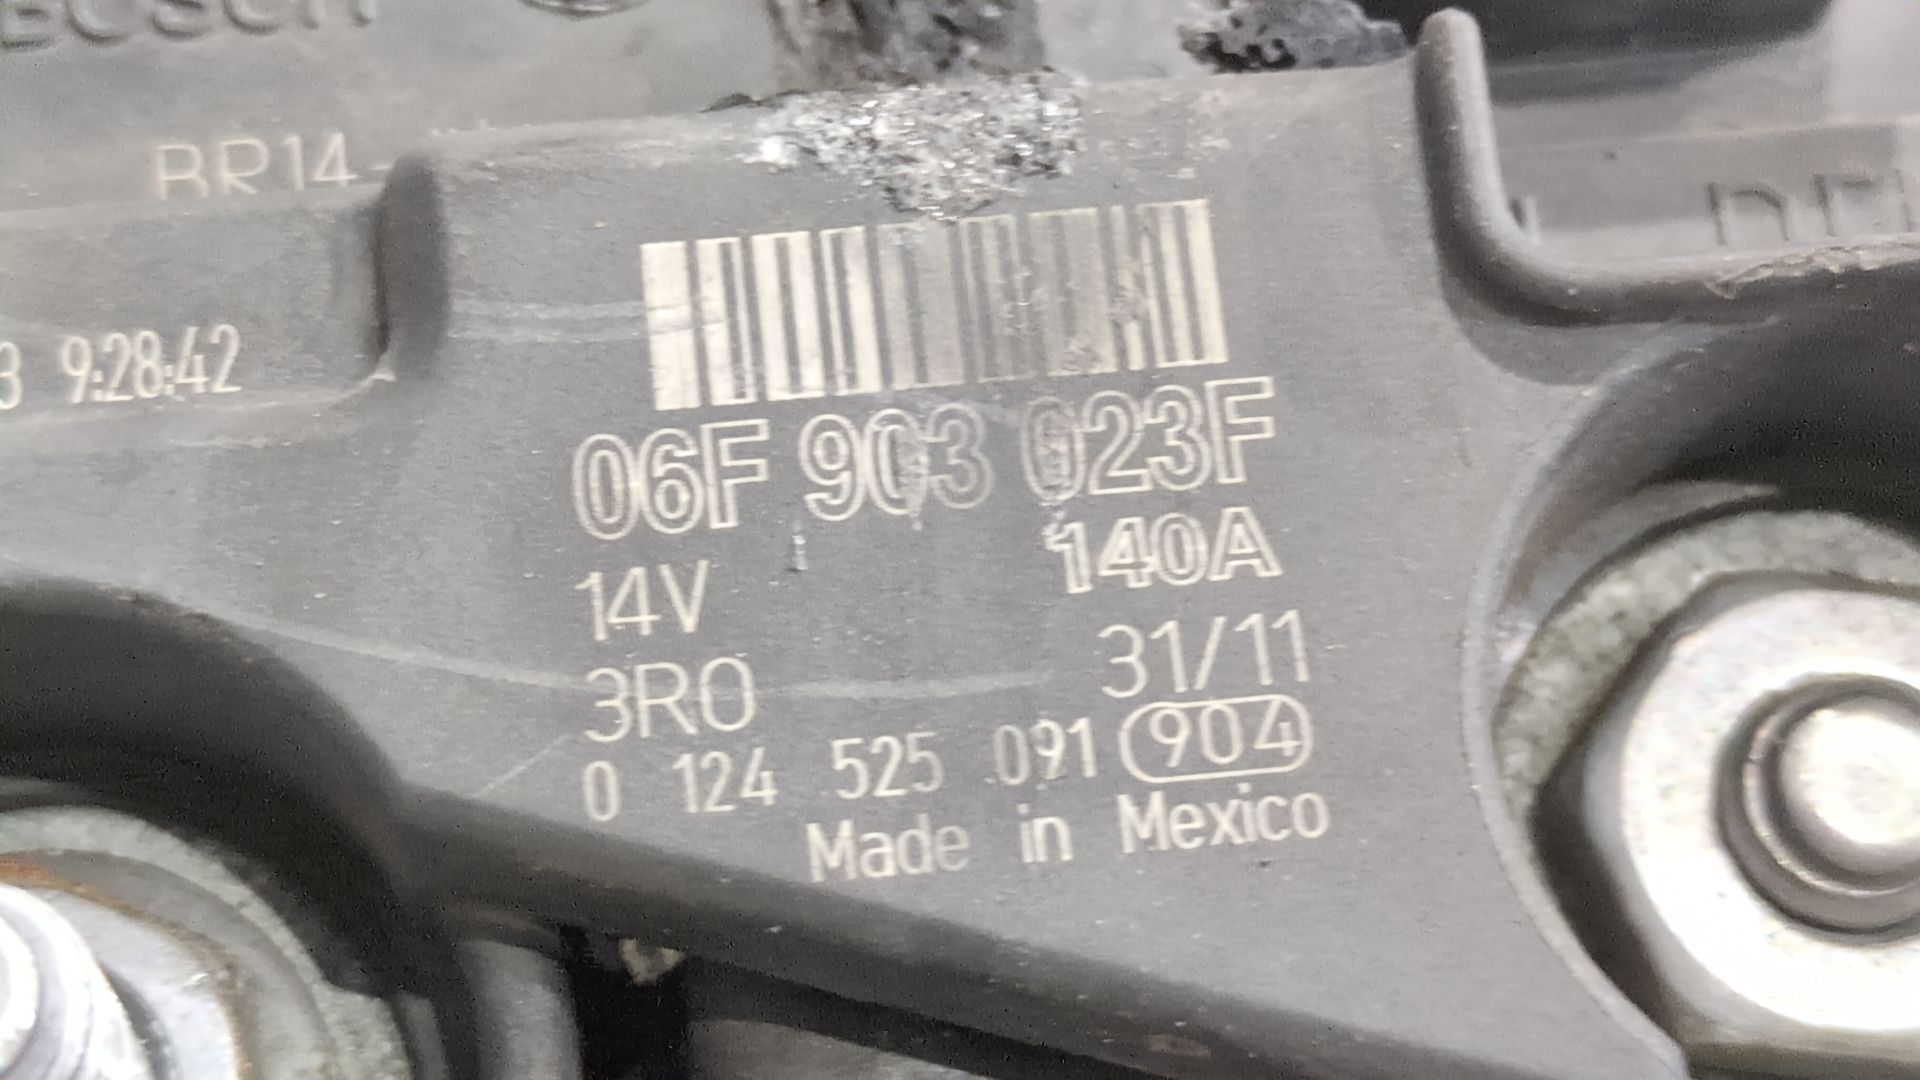 BOSCH
BR14-
3 9:28:42
06F 903 023F
14V 140A
3R0 31/11
0 124 525 091 904
Made in Mexico